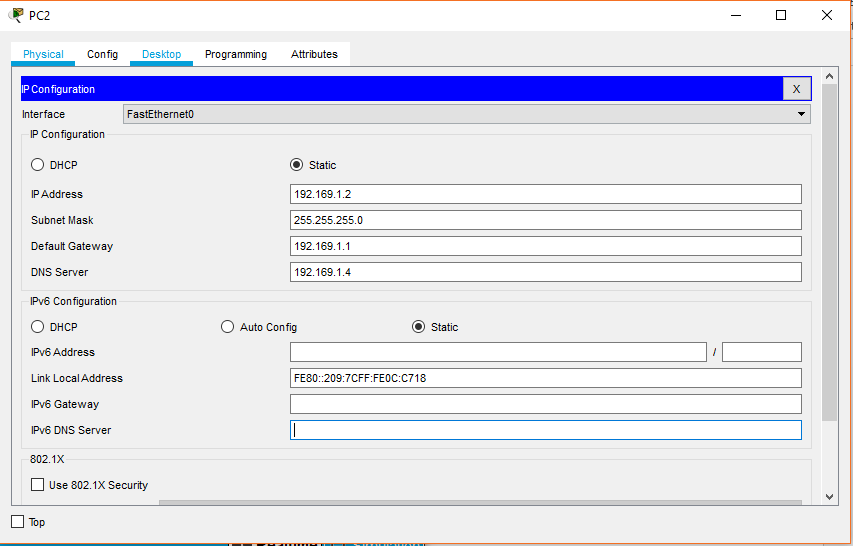 PC2
Physical Config Desktop Programming Attributes
IP Configuration X
Interface FastEthernet0
IP Configuration
DHCP Static
IP Address 192.169.1.2
Subnet Mask 255.255.255.0
Default Gateway 192.169.1.1
DNS Server 192.169.1.4
IPv6 Configuration
DHCP Auto Config Static
IPv6 Address /
Link Local Address FE80::209:7CFF:FE0C:C718
IPv6 Gateway
IPv6 DNS Server
802.1X
Use 802.1X Security
Top